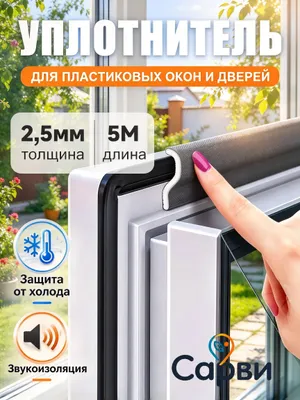 УПЛОТНИТЕЛЬ
ДЛЯ ПЛАСТИКОВЫХ ОКОН И ДВЕРЕЙ
2,5мм 5М
толщина длина
Защита
от холода
Звукоизоляция
Сарви